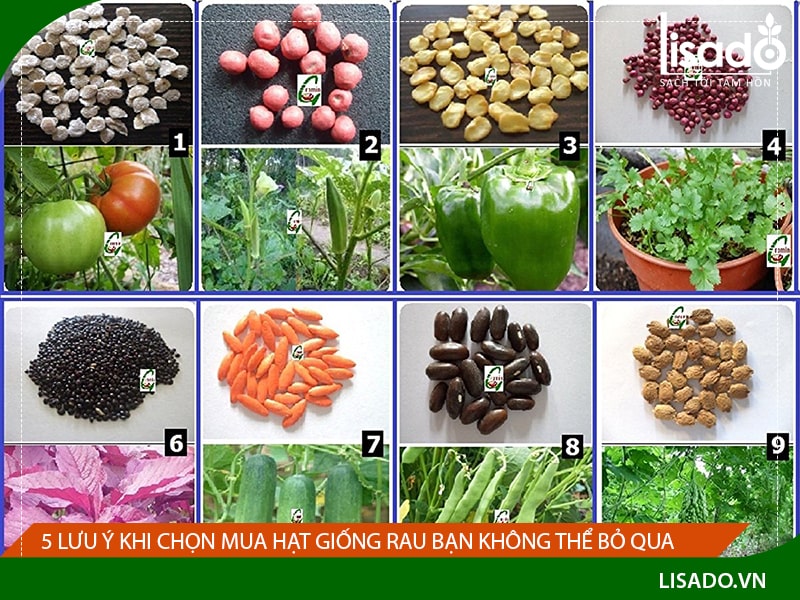 lisado
SẠCH TỚI TÂM HỒN
1
2
3
4
6
7
8
9
5 LƯU Ý KHI CHỌN MUA HẠT GIỐNG RAU BẠN KHÔNG THỂ BỎ QUA
LISADO.VN